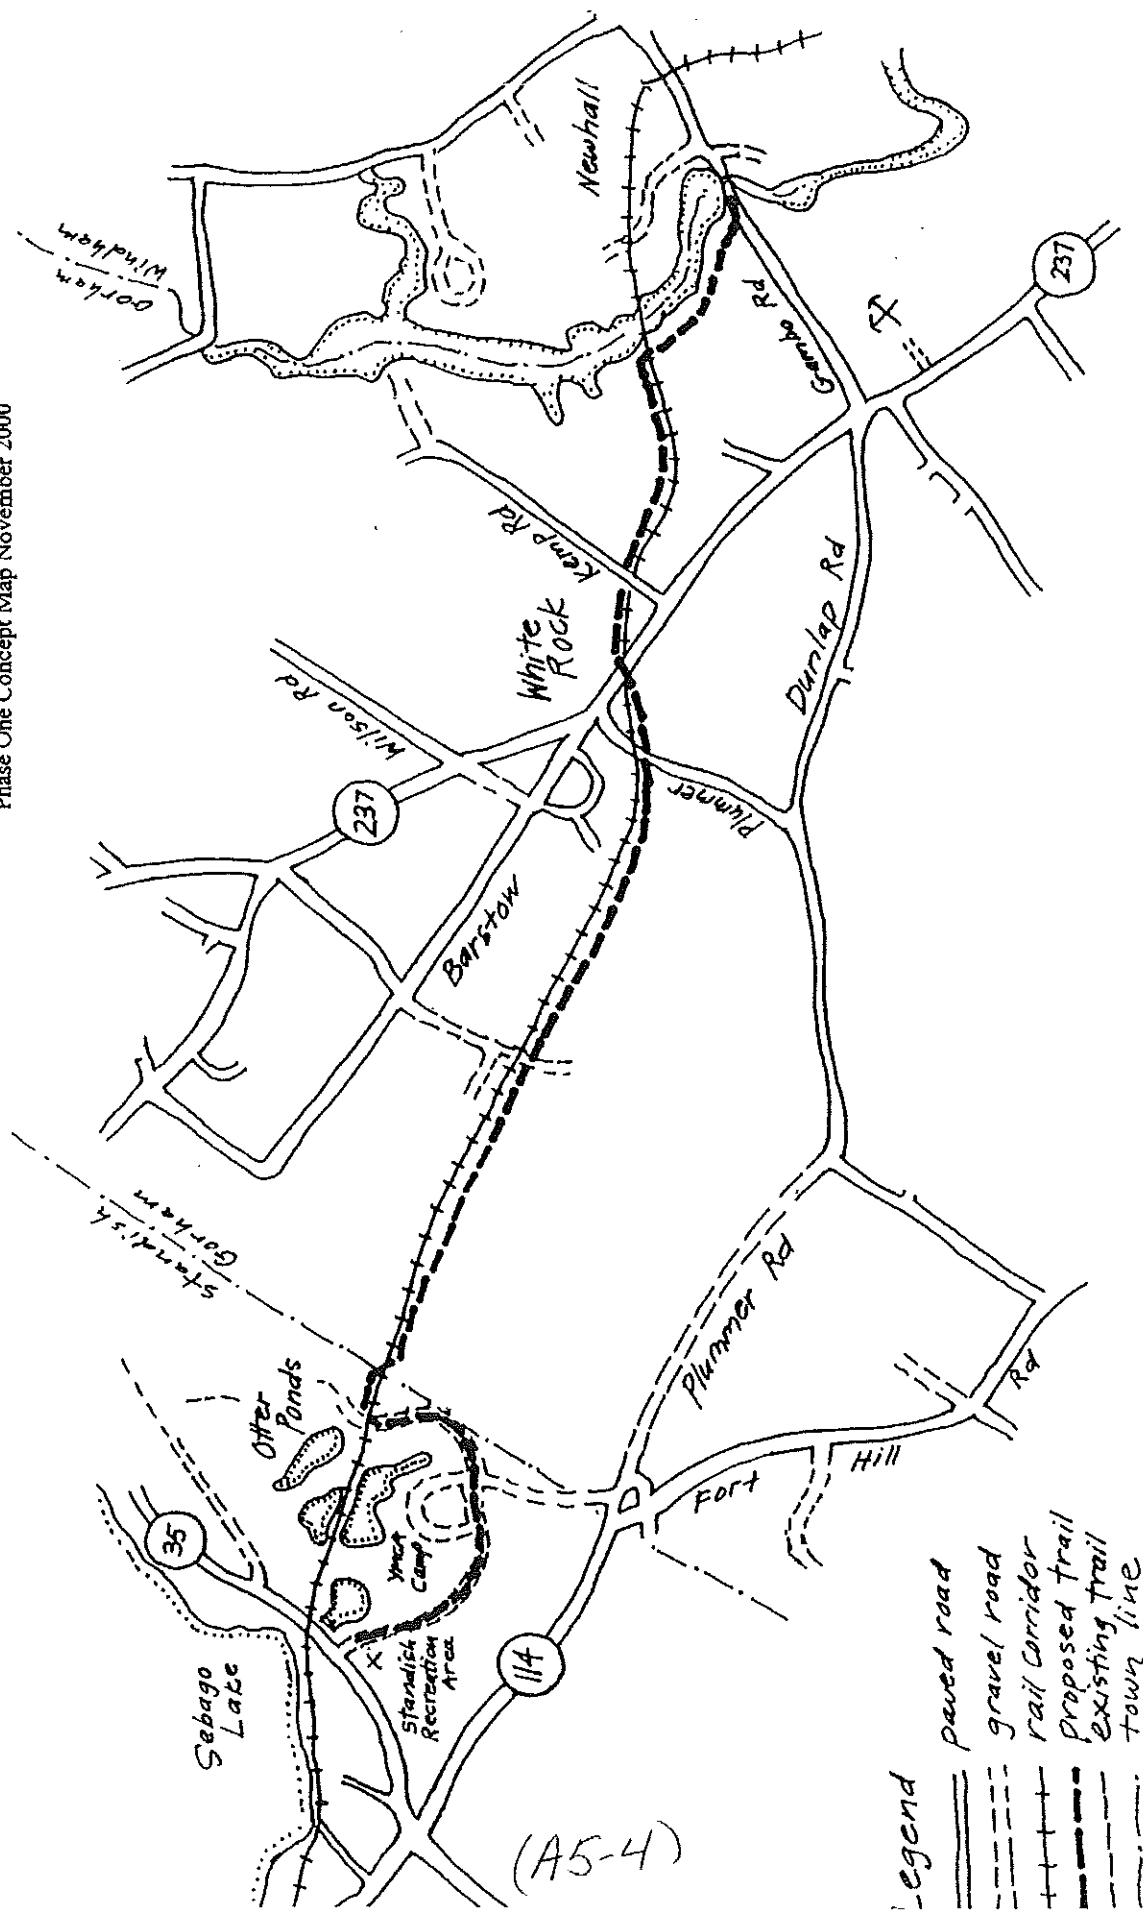 Phase One Concept Map November 2000
Gorham
Windham
Newhall
Gambo Rd
237
Kemp Rd
White
Rock
Wilson Rd
237
Barstow
Plummer
Dunlap Rd
Standish
Gorham
Otter
Ponds
Plummer Rd
Fort
Hill
Rd
35
YMCA
Camp
X
Standish
Recreation
Area
Sebago
Lake
114
(A5-4)
Legend
paved road
gravel road
rail corridor
proposed trail
existing trail
town line